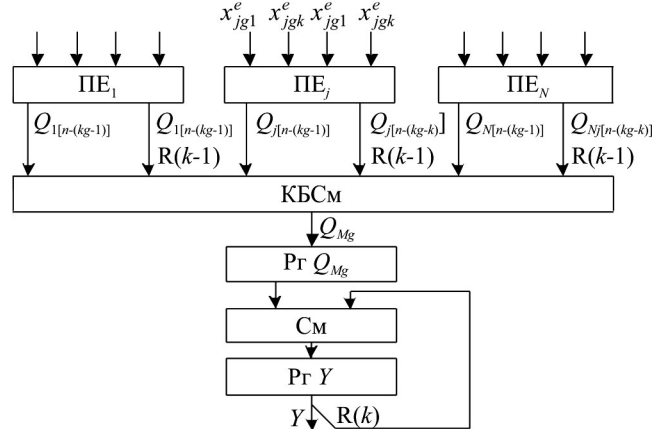 x^e_{jg1} x^e_{jgk} x^e_{jg1} x^e_{jgk}
ПЕ_1 ПЕ_j ПЕ_N
Q_{1[n-(kg-1)]} Q_{1[n-(kg-1)]} Q_{j[n-(kg-1)]} Q_{j[n-(kg-k)}] Q_{N[n-(kg-1)]} Q_{Nj[n-(kg-k)]}
R(k-1) R(k-1) R(k-1)
КБСм
Q_{Mg}
Рг Q_{Mg}
См
Рг Y
Y R(k)